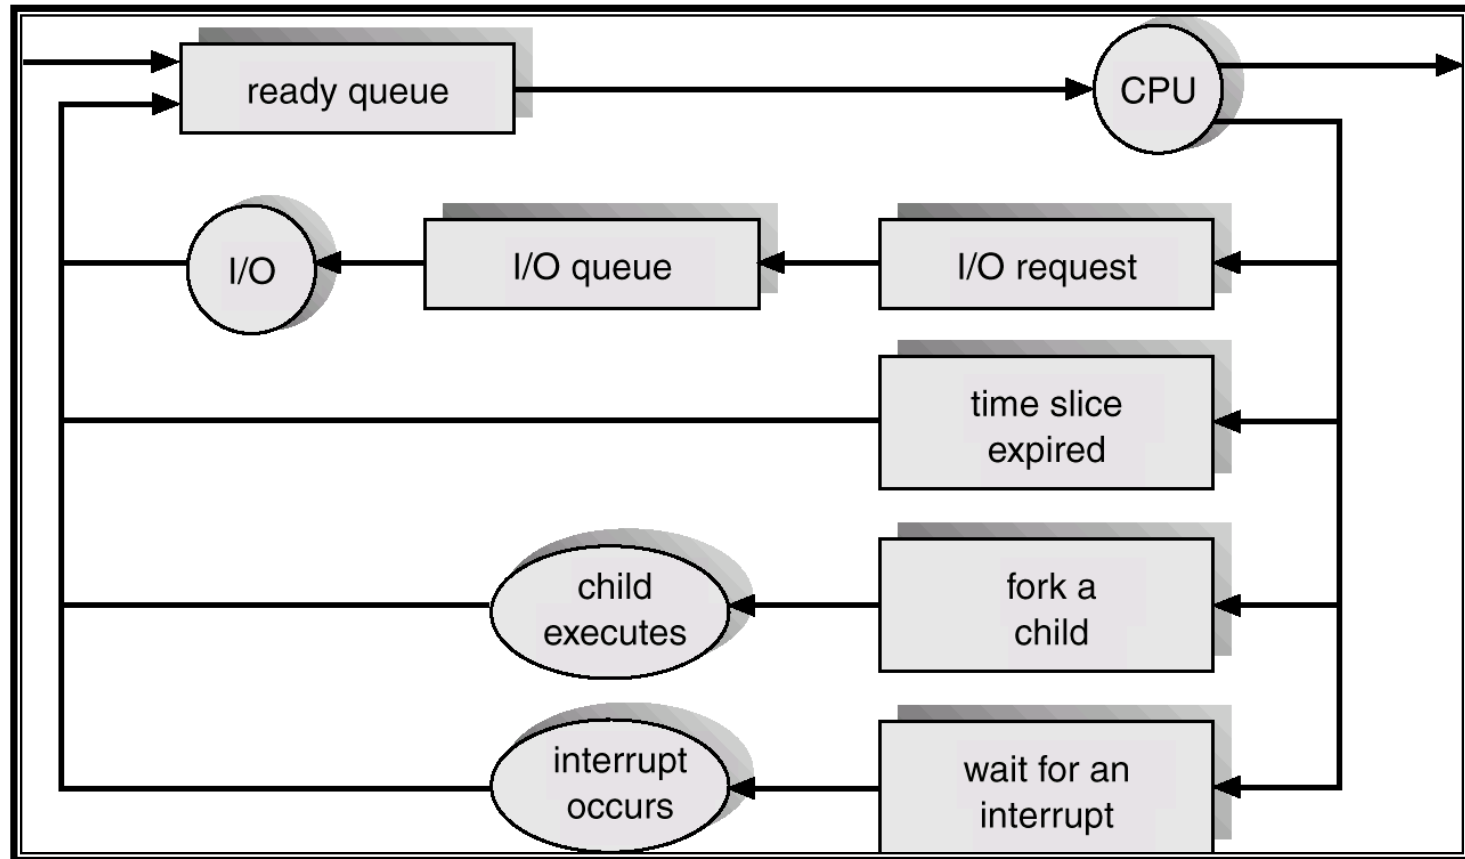 ready queue
CPU
I/O
I/O queue
I/O request
time slice
expired
child
executes
fork a
child
interrupt
occurs
wait for an
interrupt